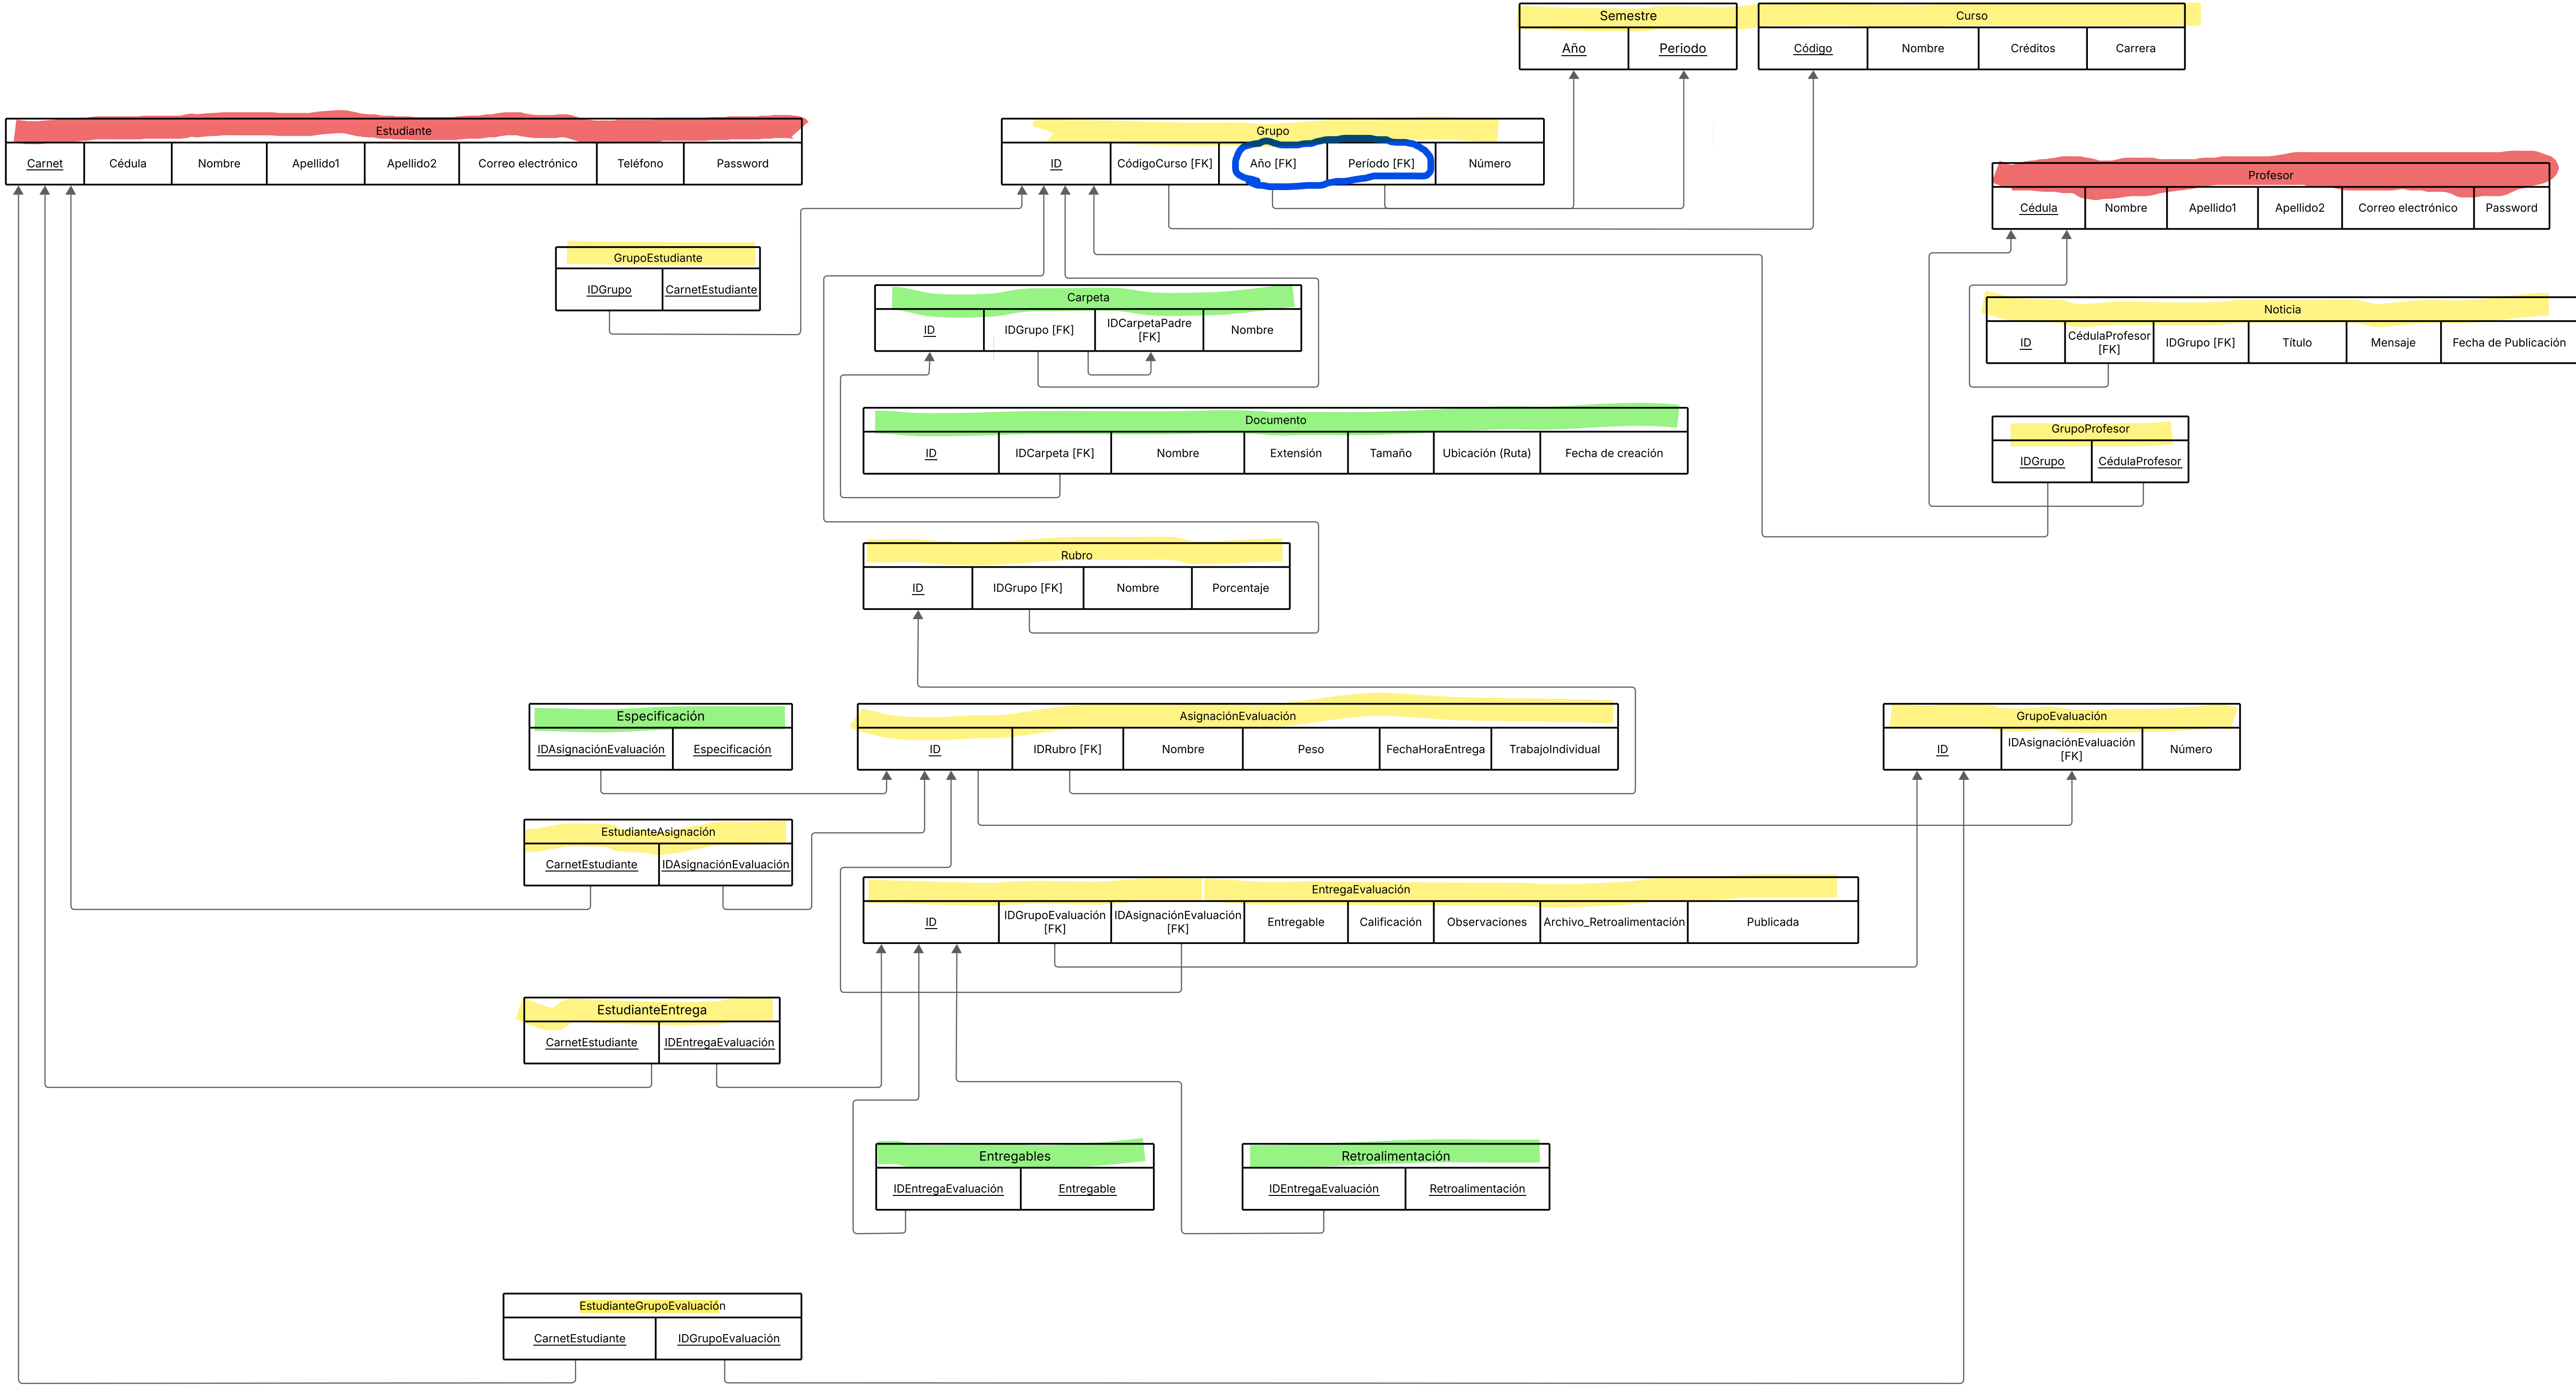 Semestre
Año
Periodo
Curso
Código
Nombre
Créditos
Carrera
Estudiante
Carnet
Cédula
Nombre
Apellido1
Apellido2
Correo electrónico
Teléfono
Password
Grupo
ID
CódigoCurso [FK]
Año [FK]
Período [FK]
Número
Profesor
Cédula
Nombre
Apellido1
Apellido2
Correo electrónico
Password
GrupoEstudiante
IDGrupo
CarnetEstudiante
Carpeta
ID
IDGrupo [FK]
IDCarpetaPadre
[FK]
Nombre
Noticia
ID
CédulaProfesor
[FK]
IDGrupo [FK]
Título
Mensaje
Fecha de Publicación
Documento
ID
IDCarpeta [FK]
Nombre
Extensión
Tamaño
Ubicación (Ruta)
Fecha de creación
GrupoProfesor
IDGrupo
CédulaProfesor
Rubro
ID
IDGrupo [FK]
Nombre
Porcentaje
Especificación
IDAsignaciónEvaluación
Especificación
AsignaciónEvaluación
ID
IDRubro [FK]
Nombre
Peso
FechaHoraEntrega
TrabajoIndividual
GrupoEvaluación
ID
IDAsignaciónEvaluación
[FK]
Número
EstudianteAsignación
CarnetEstudiante
IDAsignaciónEvaluación
EntregaEvaluación
ID
IDGrupoEvaluación
[FK]
IDAsignaciónEvaluación
[FK]
Entregable
Calificación
Observaciones
Archivo_Retroalimentación
Publicada
EstudianteEntrega
CarnetEstudiante
IDEntregaEvaluación
Entregables
IDEntregaEvaluación
Entregable
Retroalimentación
IDEntregaEvaluación
Retroalimentación
EstudianteGrupoEvaluación
CarnetEstudiante
IDGrupoEvaluación